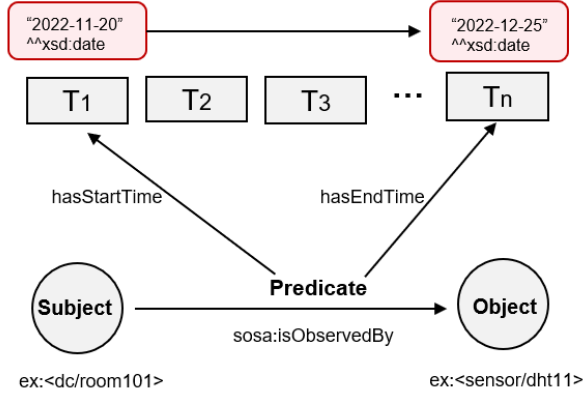 “2022-11-20”
^^xsd:date
“2022-12-25”
^^xsd:date
T1
T2
T3
...
Tn
hasStartTime
hasEndTime
Subject
Predicate
Object
sosa:isObservedBy
ex:<dc/room101>
ex:<sensor/dht11>